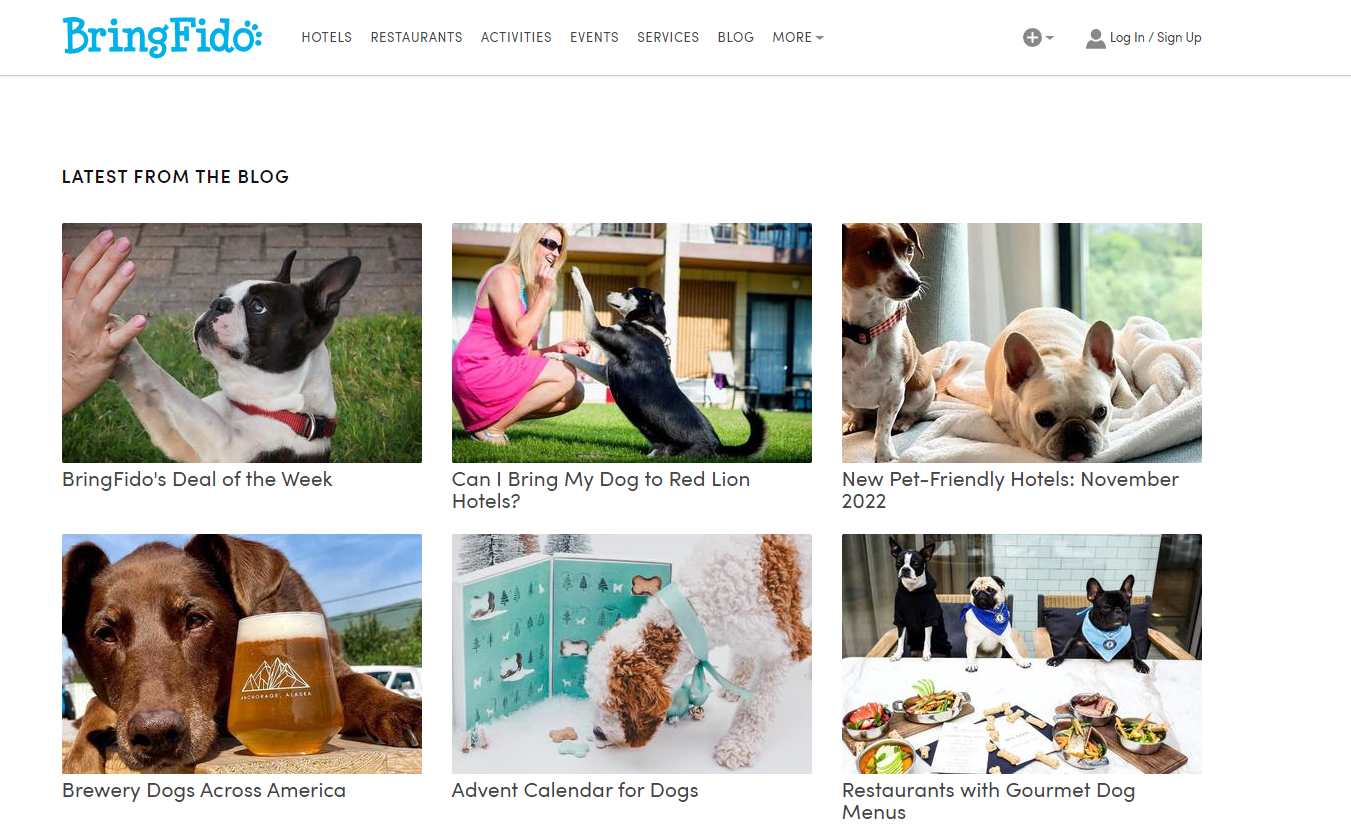 BringFido
HOTELS RESTAURANTS ACTIVITIES EVENTS SERVICES BLOG MORE
Log In / Sign Up
LATEST FROM THE BLOG
BringFido's Deal of the Week
Can I Bring My Dog to Red Lion
Hotels?
New Pet-Friendly Hotels: November
2022
ANCHORAGE, ALASKA
Brewery Dogs Across America
Advent Calendar for Dogs
Restaurants with Gourmet Dog
Menus